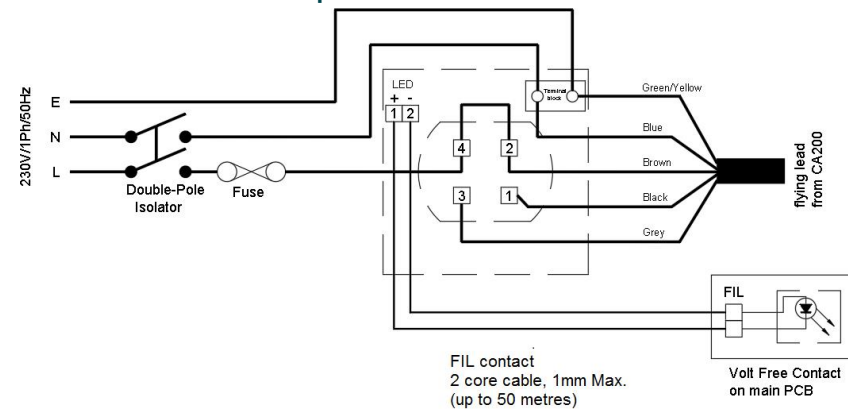 LED
+ -
1 2
Terminal
block
Green/Yellow
Blue
Brown
Black
Grey
4
2
3
1
230V/1Ph/50Hz
E
N
L
Double-Pole
Isolator
Fuse
flying lead
from CA200
FIL
FIL contact
2 core cable, 1mm Max.
(up to 50 metres)
Volt Free Contact
on main PCB